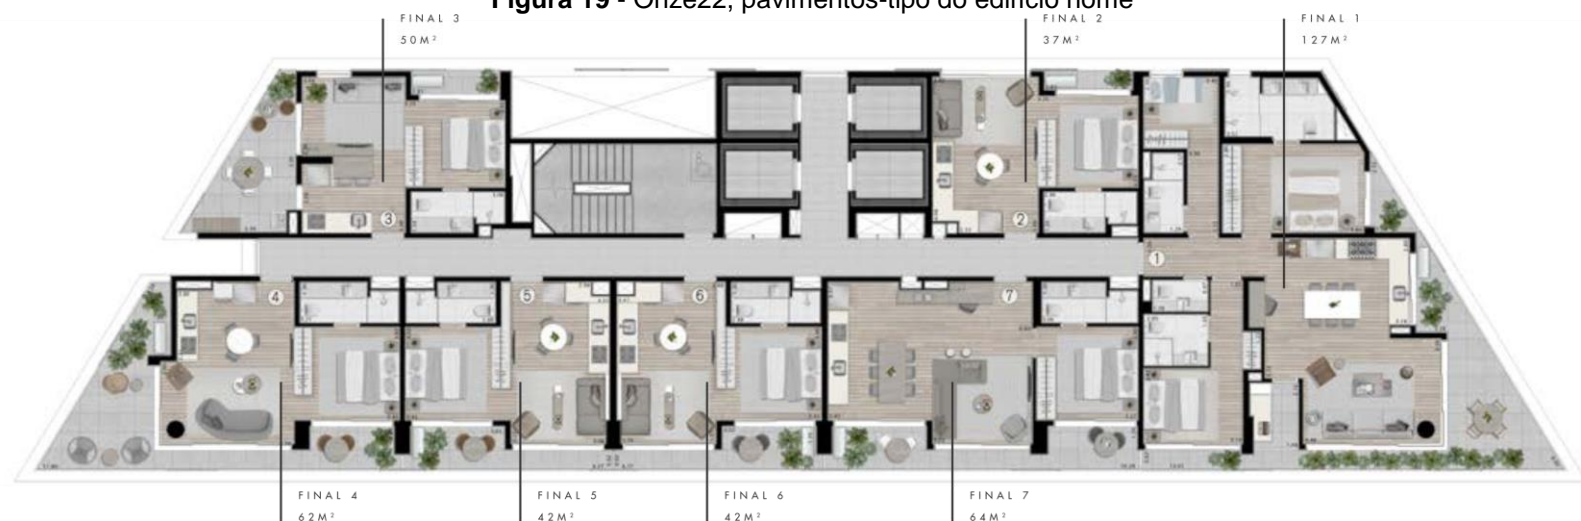 Figura 19 - Onze22, pavimentos-tipo do edifício home
FINAL 3
50M²
FINAL 2
37M²
FINAL 1
127M²
3
2
1
4
5
6
7
FINAL 4
62M²
FINAL 5
42M²
FINAL 6
42M²
FINAL 7
64M²